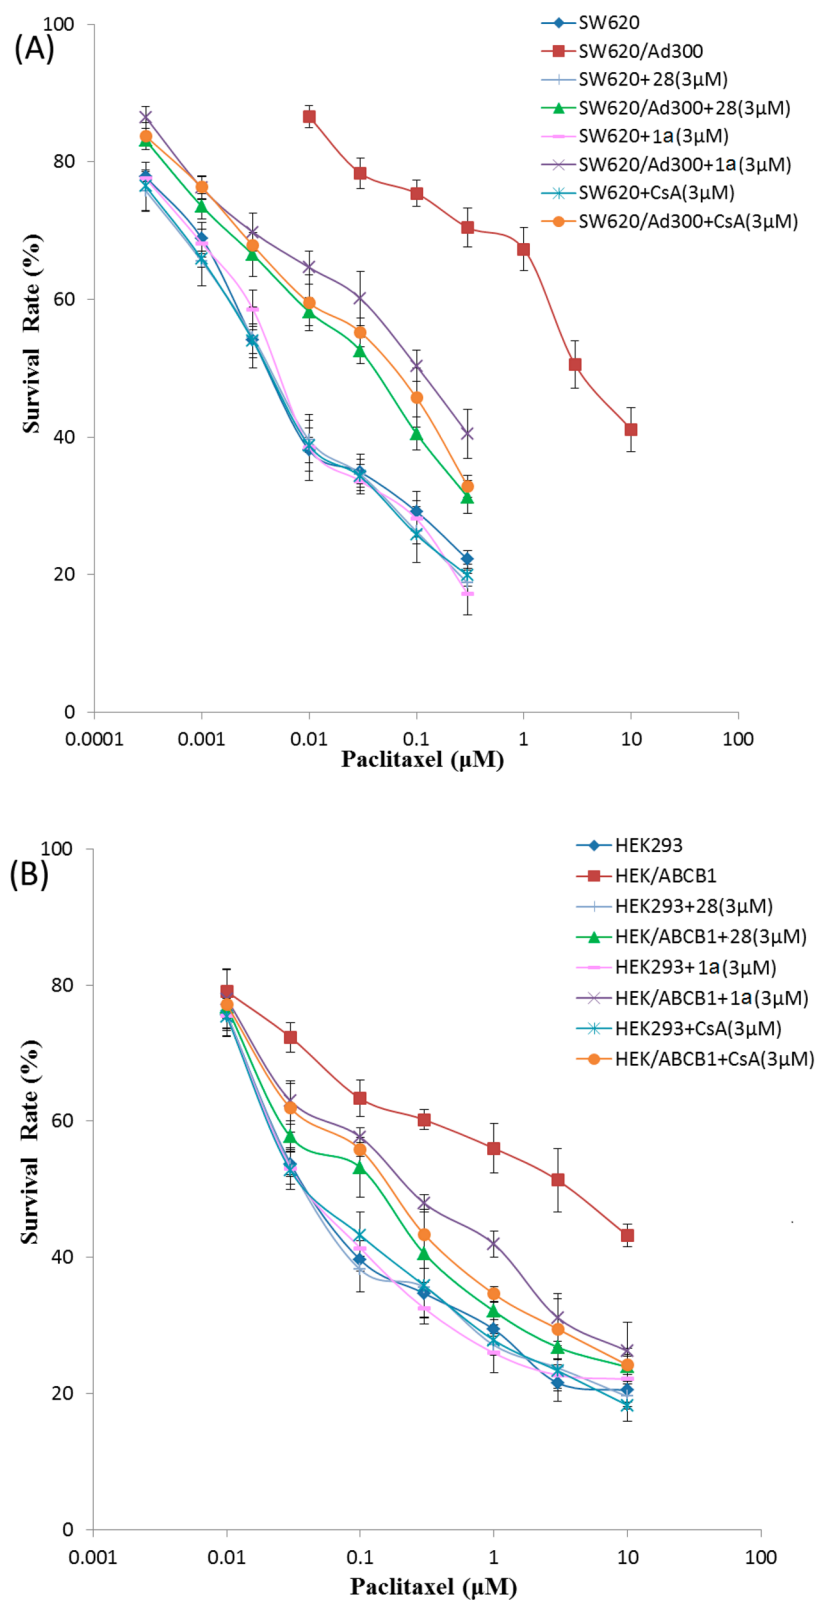 (A)
100
80
60
40
20
0
Survival Rate (%)
0.0001 0.001 0.01 0.1 1 10 100
Paclitaxel (μM)
SW620
SW620/Ad300
SW620+28(3μM)
SW620/Ad300+28(3μM)
SW620+1a(3μM)
SW620/Ad300+1a(3μM)
SW620+CsA(3μM)
SW620/Ad300+CsA(3μM)
(B)
100
80
60
40
20
0
Survival Rate (%)
0.001 0.01 0.1 1 10 100
Paclitaxel (μM)
HEK293
HEK/ABCB1
HEK293+28(3μM)
HEK/ABCB1+28(3μM)
HEK293+1a(3μM)
HEK/ABCB1+1a(3μM)
HEK293+CsA(3μM)
HEK/ABCB1+CsA(3μM)